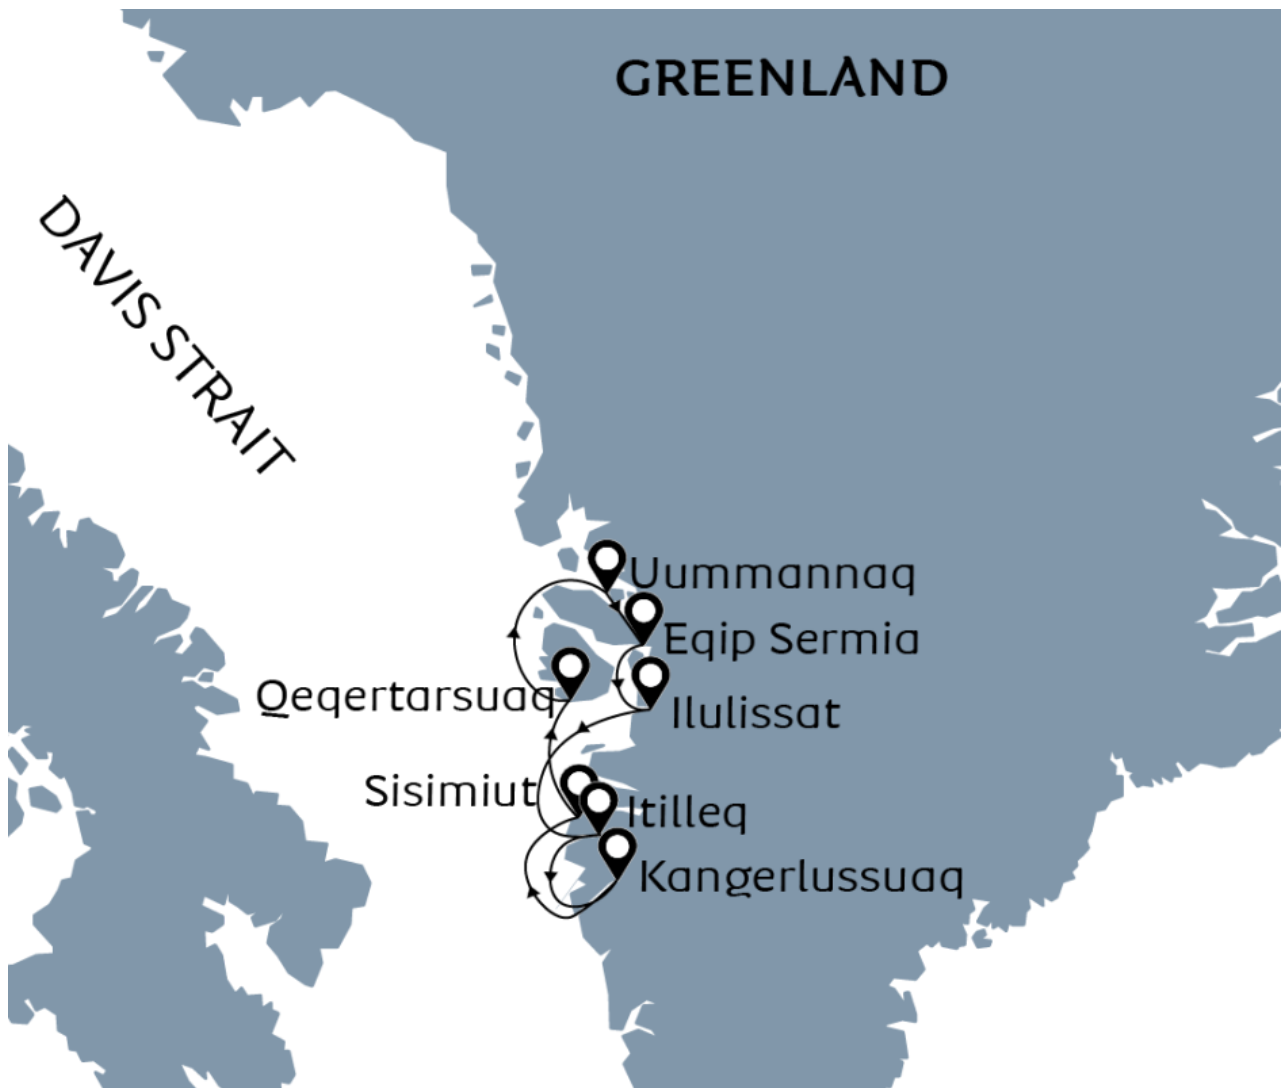 GREENLAND
DAVIS STRAIT
Uummannaq
Eqip Sermia
Qeqertarsuaq
Ilulissat
Sisimiut
Itilleq
Kangerlussuaq